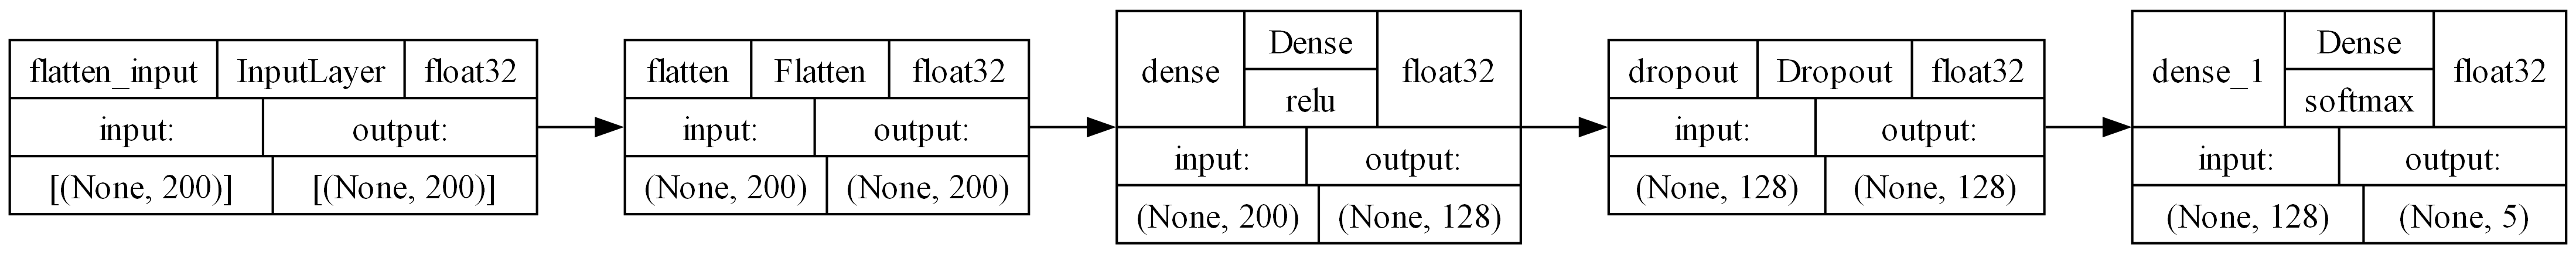 flatten_input InputLayer float32
input: output:
[(None, 200)] [(None, 200)]
flatten Flatten float32
input: output:
(None, 200) (None, 200)
dense Dense float32
relu
input: output:
(None, 200) (None, 128)
dropout Dropout float32
input: output:
(None, 128) (None, 128)
dense_1 Dense float32
softmax
input: output:
(None, 128) (None, 5)